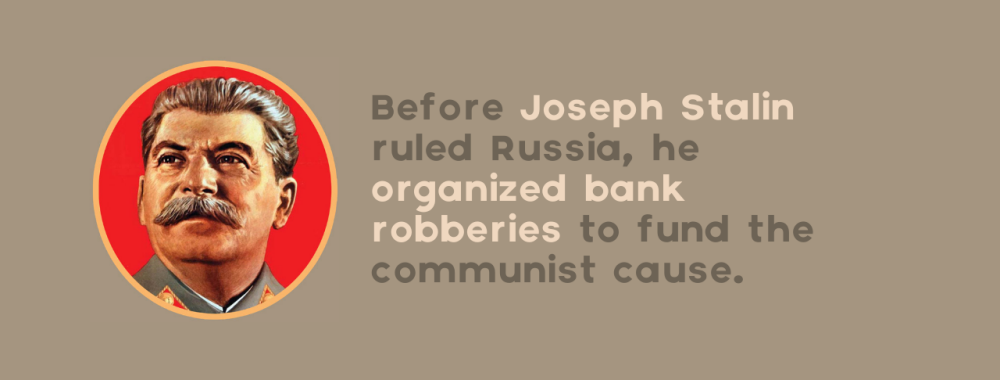 Before Joseph Stalin
ruled Russia, he
organized bank
robberies to fund the
communist cause.